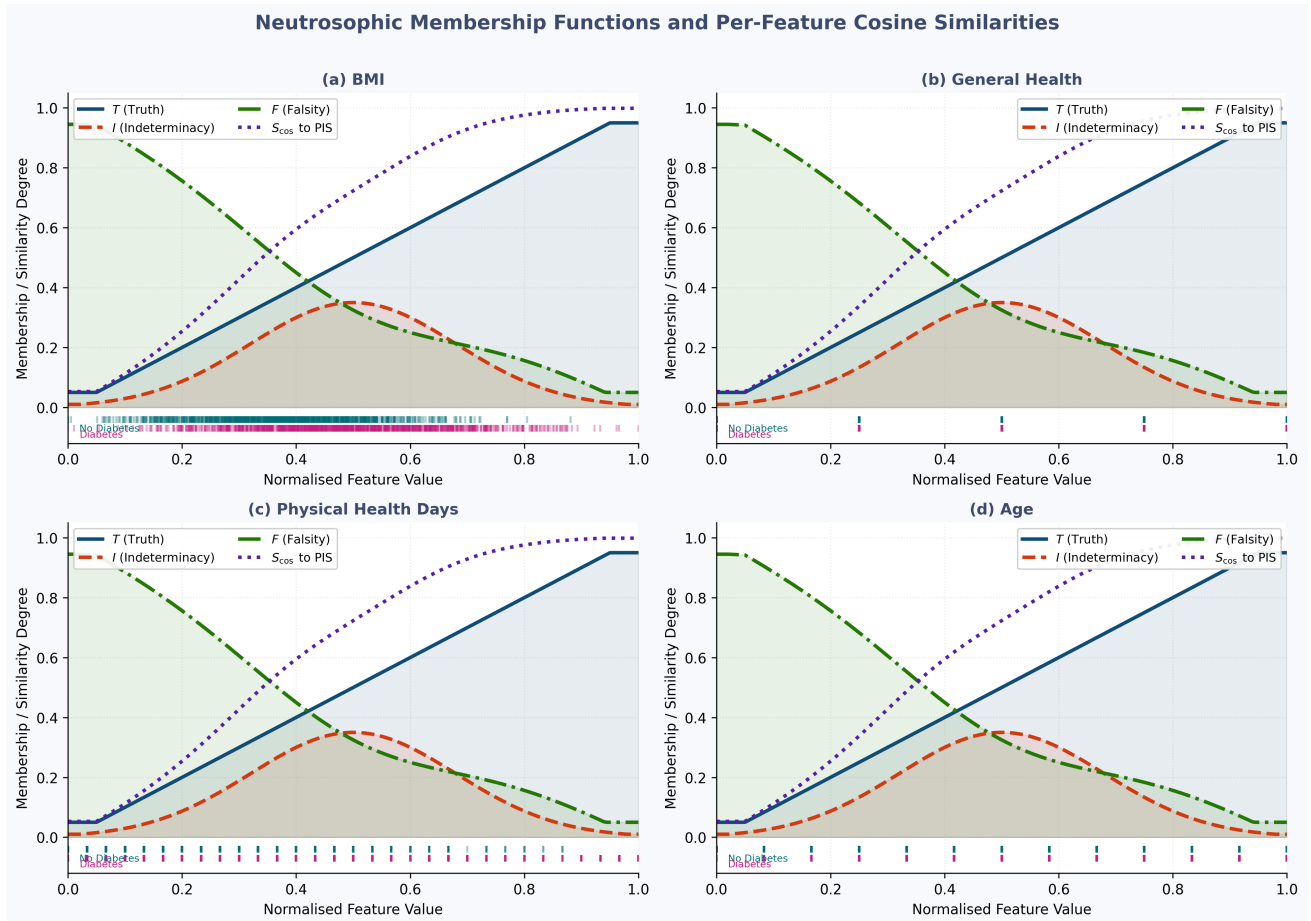 Neutrosophic Membership Functions and Per-Feature Cosine Similarities
(a) BMI
T (Truth)
I (Indeterminacy)
F (Falsity)
Scos to PIS
Membership / Similarity Degree
1.0
0.8
0.6
0.4
0.2
0.0
No Diabetes
Diabetes
0.0 0.2 0.4 0.6 0.8 1.0
Normalised Feature Value
(b) General Health
T (Truth)
I (Indeterminacy)
F (Falsity)
Scos to PIS
Membership / Similarity Degree
1.0
0.8
0.6
0.4
0.2
0.0
No Diabetes
Diabetes
0.0 0.2 0.4 0.6 0.8 1.0
Normalised Feature Value
(c) Physical Health Days
T (Truth)
I (Indeterminacy)
F (Falsity)
Scos to PIS
Membership / Similarity Degree
1.0
0.8
0.6
0.4
0.2
0.0
No Diabetes
Diabetes
0.0 0.2 0.4 0.6 0.8 1.0
Normalised Feature Value
(d) Age
T (Truth)
I (Indeterminacy)
F (Falsity)
Scos to PIS
Membership / Similarity Degree
1.0
0.8
0.6
0.4
0.2
0.0
No Diabetes
Diabetes
0.0 0.2 0.4 0.6 0.8 1.0
Normalised Feature Value